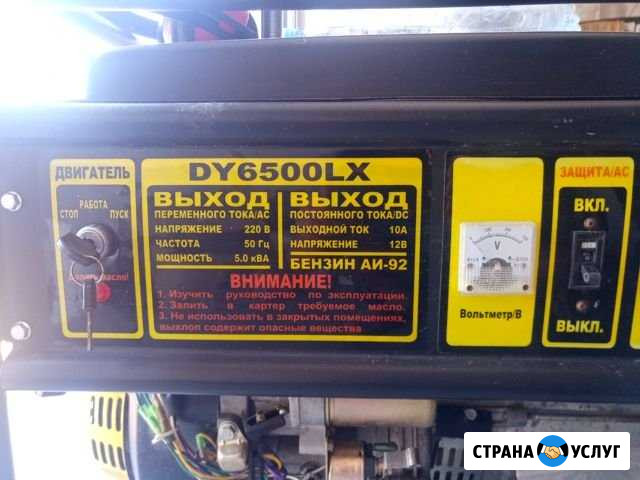 ДВИГАТЕЛЬ
РАБОТА
СТОП ПУСК
масло!
DY6500LX
ВЫХОД
ПЕРЕМЕННОГО ТОКА/AC
НАПРЯЖЕНИЕ 220 В
ЧАСТОТА 50 Гц
МОЩНОСТЬ 5.0 кВА
ВЫХОД
ПОСТОЯННОГО ТОКА/DC
ВЫХОДНОЙ ТОК 10А
НАПРЯЖЕНИЕ 12В
БЕНЗИН АИ-92
ВНИМАНИЕ!
1. Изучить руководство по эксплуатации.
2. Залить в картер требуемое масло.
3. Не использовать в закрытых помещениях,
выхлоп содержит опасные вещества
V
Вольтметр/В
ЗАЩИТА/АС
ВКЛ.
ВЫКЛ.
СТРАНА УСЛУГ